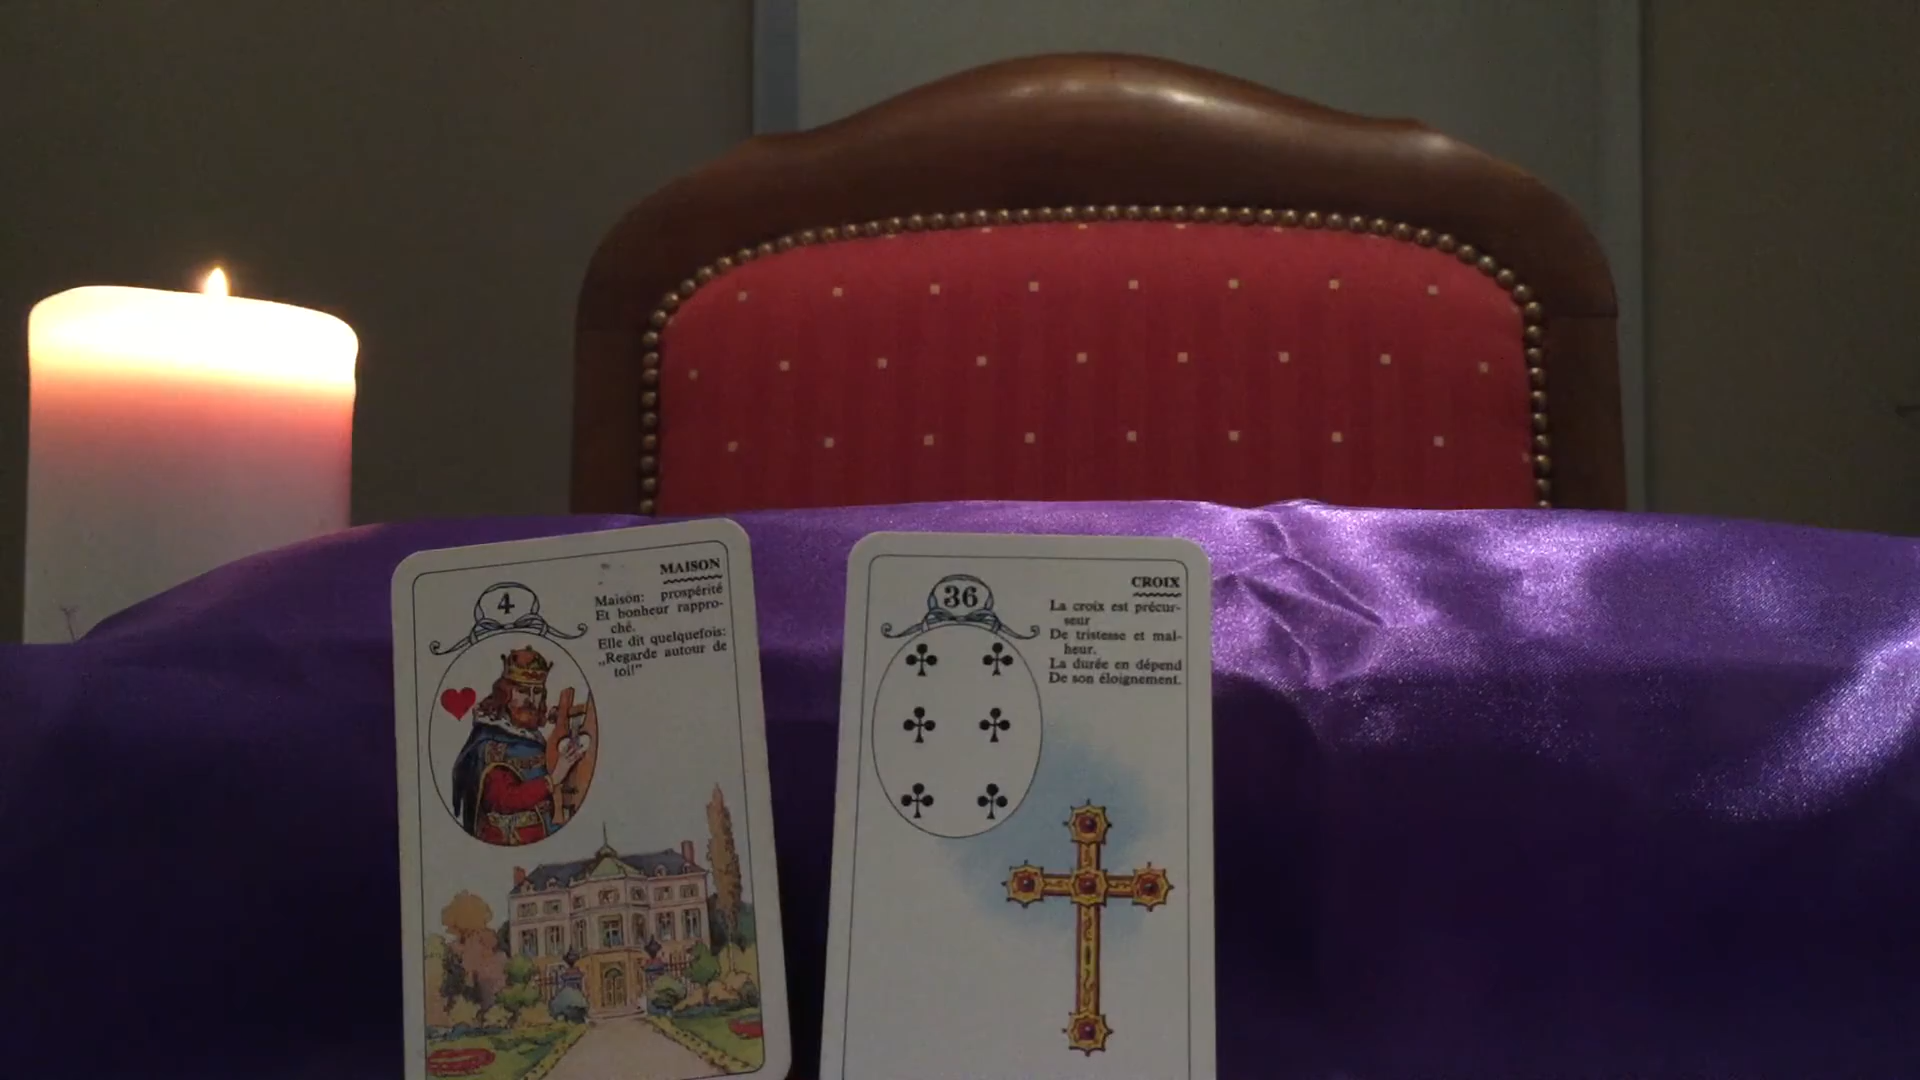 MAISON
4
Maison: prospérité
Et bonheur rappro-
ché.
Elle dit quelquefois:
„Regarde autour de
toi!"
CROIX
36
La croix est précur-
seur
De tristesse et mal-
heur.
La durée en dépend
De son éloignement.